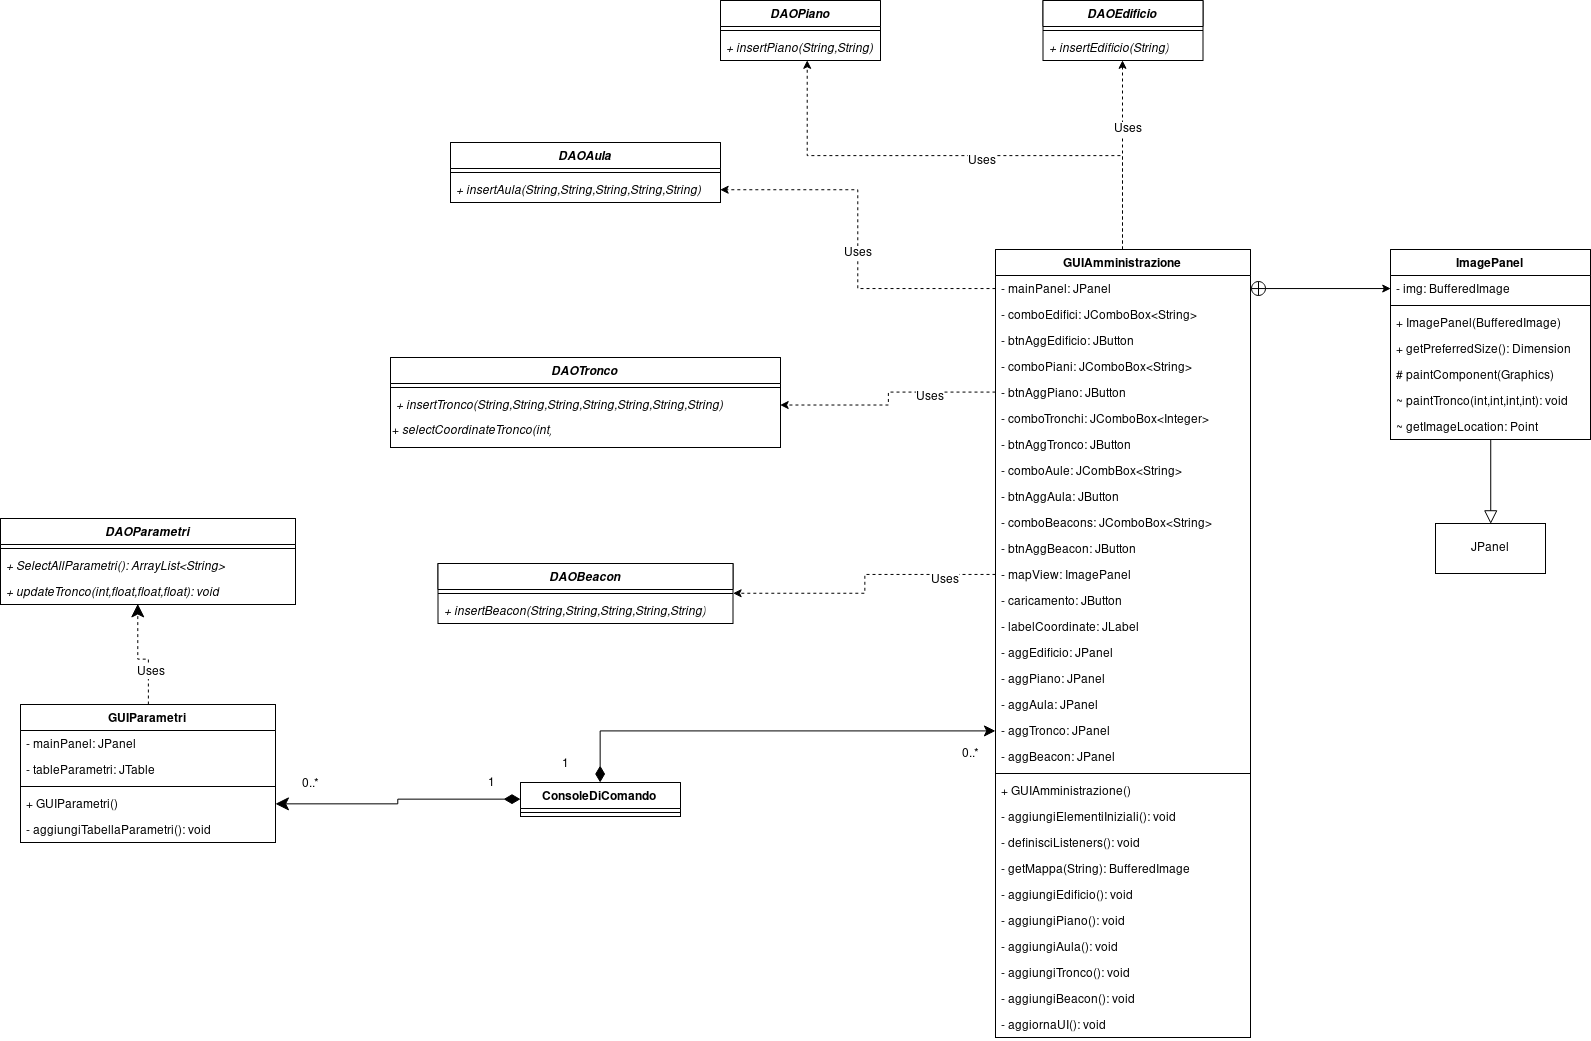 DAOPiano
+ insertPiano(String,String)
DAOEdificio
+ insertEdificio(String)
Uses
Uses
DAOAula
+ insertAula(String,String,String,String,String)
Uses
DAOTronco
+ insertTronco(String,String,String,String,String,String,String)
+ selectCoordinateTronco(int,
Uses
DAOParametri
+ SelectAllParametri(): ArrayList<String>
+ updateTronco(int,float,float,float): void
Uses
DAOBeacon
+ insertBeacon(String,String,String,String,String)
Uses
GUIParametri
- mainPanel: JPanel
- tableParametri: JTable
+ GUIParametri()
- aggiungiTabellaParametri(): void
0..*
1
ConsoleDiComando
1
0..*
GUIAmministrazione
- mainPanel: JPanel
- comboEdifici: JComboBox<String>
- btnAggEdificio: JButton
- comboPiani: JComboBox<String>
- btnAggPiano: JButton
- comboTronchi: JComboBox<Integer>
- btnAggTronco: JButton
- comboAule: JCombBox<String>
- btnAggAula: JButton
- comboBeacons: JComboBox<String>
- btnAggBeacon: JButton
- mapView: ImagePanel
- caricamento: JButton
- labelCoordinate: JLabel
- aggEdificio: JPanel
- aggPiano: JPanel
- aggAula: JPanel
- aggTronco: JPanel
- aggBeacon: JPanel
+ GUIAmministrazione()
- aggiungiElementiIniziali(): void
- definisciListeners(): void
- getMappa(String): BufferedImage
- aggiungiEdificio(): void
- aggiungiPiano(): void
- aggiungiAula(): void
- aggiungiTronco(): void
- aggiungiBeacon(): void
- aggiornaUI(): void
ImagePanel
- img: BufferedImage
+ ImagePanel(BufferedImage)
+ getPreferredSize(): Dimension
# paintComponent(Graphics)
~ paintTronco(int,int,int,int): void
~ getImageLocation: Point
JPanel